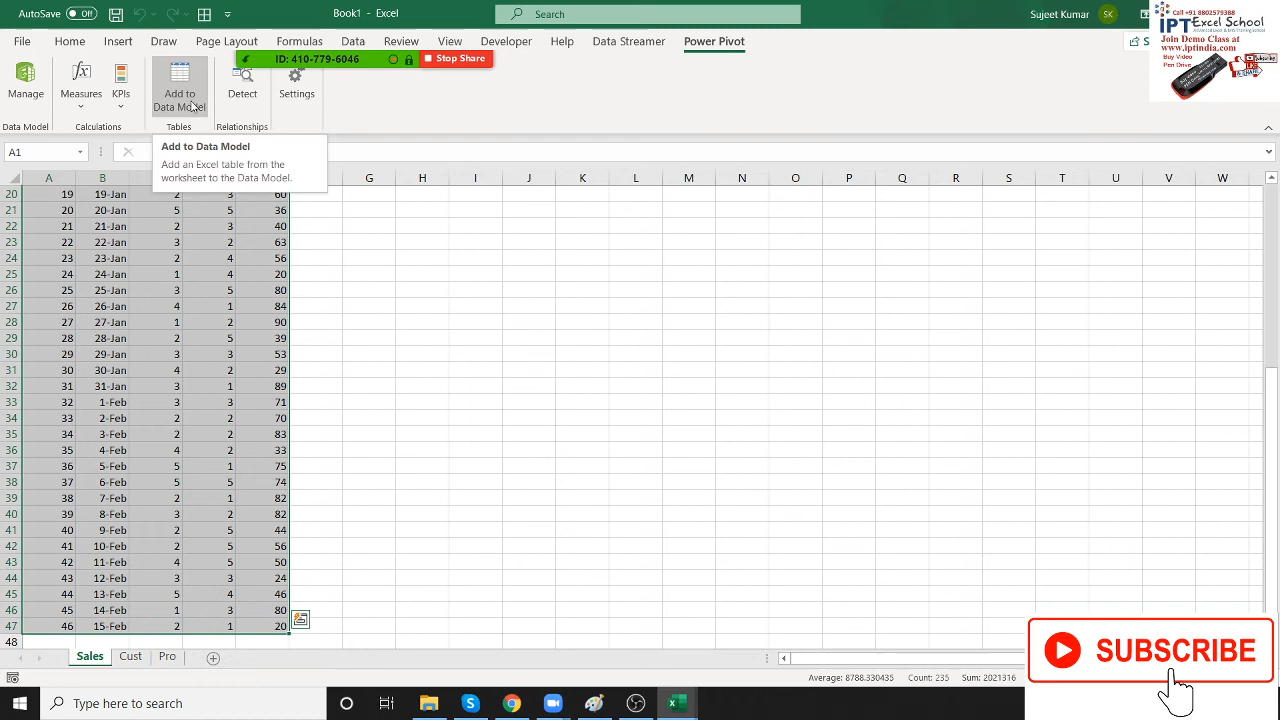 AutoSave Off Book1 - Excel Search Sujeet Kumar SK
File Home Insert Draw Page Layout Formulas Data Review View Developer Help Data Streamer Power Pivot
ID: 410-779-6046 Stop Share
Call +91 8802579388
IPT Excel School
Join Demo Class at
www.iptindia.com
Buy Video
Pen Drive
Manage Measures KPIs Add to Data Model Detect Settings
Data Model Calculations Tables Relationships
A1
Add to Data Model
Add an Excel table from the
worksheet to the Data Model.
A B G H I J K L M N O P Q R S T U V W
20 19 19-Jan 2 3 60
21 20 20-Jan 5 5 36
22 21 21-Jan 2 3 40
23 22 22-Jan 3 2 63
24 23 23-Jan 2 4 56
25 24 24-Jan 1 4 20
26 25 25-Jan 3 5 80
27 26 26-Jan 4 1 84
28 27 27-Jan 1 2 90
29 28 28-Jan 2 5 39
30 29 29-Jan 3 3 53
31 30 30-Jan 4 2 29
32 31 31-Jan 3 1 89
33 32 1-Feb 3 3 71
34 33 2-Feb 2 2 70
35 34 3-Feb 2 2 83
36 35 4-Feb 4 2 33
37 36 5-Feb 5 1 75
38 37 6-Feb 5 5 74
39 38 7-Feb 2 1 82
40 39 8-Feb 3 2 82
41 40 9-Feb 2 5 44
42 41 10-Feb 2 5 56
43 42 11-Feb 4 5 50
44 43 12-Feb 3 3 24
45 44 13-Feb 5 4 46
46 45 14-Feb 1 3 80
47 46 15-Feb 2 1 20
48
Sales Cust Pro
SUBSCRIBE
Average: 8788.330435 Count: 235 Sum: 2021316
Type here to search